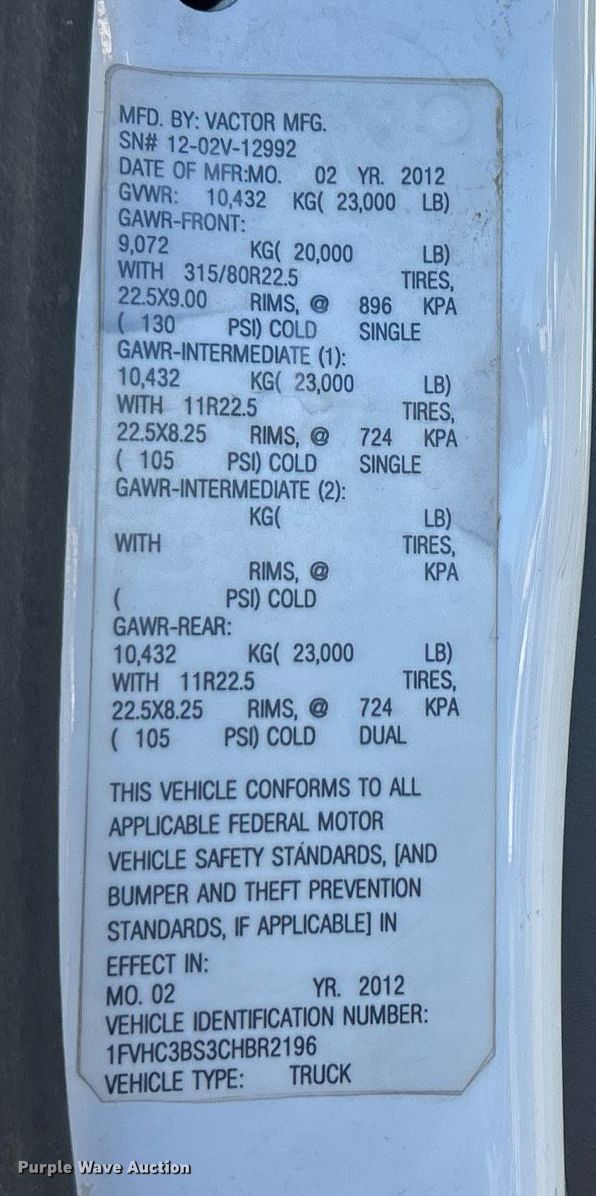 MFD. BY: VACTOR MFG.
SN# 12-02V-12992
DATE OF MFR:MO. 02 YR. 2012
GVWR: 10,432 KG( 23,000 LB)
GAWR-FRONT:
9,072 KG( 20,000 LB)
WITH 315/80R22.5 TIRES,
22.5X9.00 RIMS, @ 896 KPA
( 130 PSI) COLD SINGLE
GAWR-INTERMEDIATE (1):
10,432 KG( 23,000 LB)
WITH 11R22.5 TIRES,
22.5X8.25 RIMS, @ 724 KPA
( 105 PSI) COLD SINGLE
GAWR-INTERMEDIATE (2):
KG( LB)
WITH TIRES,
RIMS, @ KPA
( PSI) COLD
GAWR-REAR:
10,432 KG( 23,000 LB)
WITH 11R22.5 TIRES,
22.5X8.25 RIMS, @ 724 KPA
( 105 PSI) COLD DUAL
THIS VEHICLE CONFORMS TO ALL
APPLICABLE FEDERAL MOTOR
VEHICLE SAFETY STANDARDS, [AND
BUMPER AND THEFT PREVENTION
STANDARDS, IF APPLICABLE] IN
EFFECT IN:
MO. 02 YR. 2012
VEHICLE IDENTIFICATION NUMBER:
1FVHC3BS3CHBR2196
VEHICLE TYPE: TRUCK
Purple Wave Auction